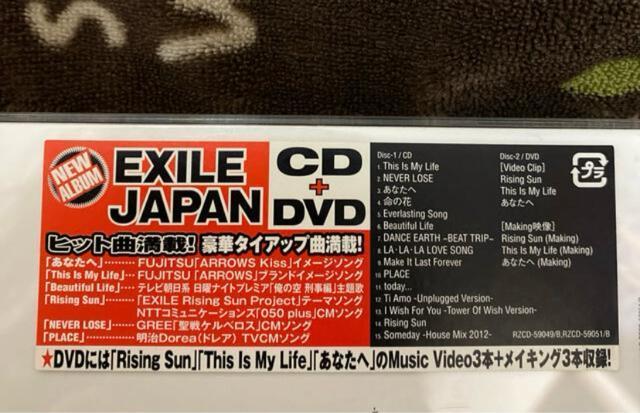 NEW
ALBUM
EXILE
JAPAN
CD
+
DVD
ヒット曲満載! 豪華タイアップ曲満載!
「あなたへ」………… FUJITSU「ARROWS Kiss」イメージソング
「This Is My Life」… FUJITSU「ARROWS」ブランドイメージソング
「Beautiful Life」… テレビ朝日系 日曜ナイトプレミア「俺の空 刑事編」主題歌
「Rising Sun」……… 「EXILE Rising Sun Project」テーマソング
NTTコミュニケーションズ「050 plus」CMソング
「NEVER LOSE」…… GREE「聖戦ケルベロス」CMソング
「PLACE」…………… 明治Dorea(ドレア) TVCMソング
Disc-1 / CD
1 This Is My Life
2 NEVER LOSE
3 あなたへ
4 命の花
5 Everlasting Song
6 Beautiful Life
7 DANCE EARTH -BEAT TRIP-
8 LA・LA・LA LOVE SONG
9 Make It Last Forever
10 PLACE
11 today...
12 Ti Amo -Unplugged Version-
13 I Wish For You -Tower Of Wish Version-
14 Rising Sun
15 Someday -House Mix 2012-
Disc-2 / DVD
[Video Clip]
Rising Sun
This Is My Life
あなたへ
[Making映像]
Rising Sun (Making)
This Is My Life (Making)
あなたへ (Making)
プラ
RZCD-59049/B,RZCD-59051/B
★DVDには「Rising Sun」「This Is My Life」「あなたへ」のMusic Video3本+メイキング3本収録!